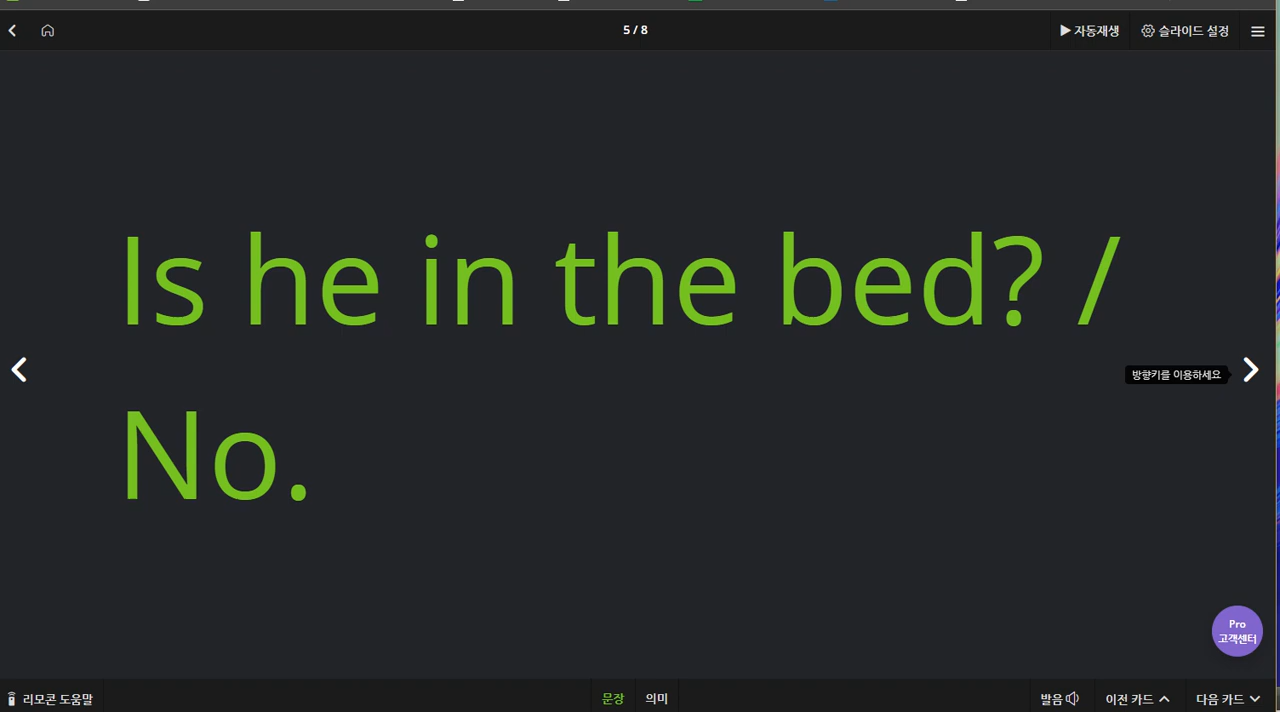 5 / 8
자동재생
슬라이드 설정
Is he in the bed? /
No.
방향키를 이용하세요
Pro
고객센터
리모콘 도움말
문장
의미
발음
이전 카드
다음 카드